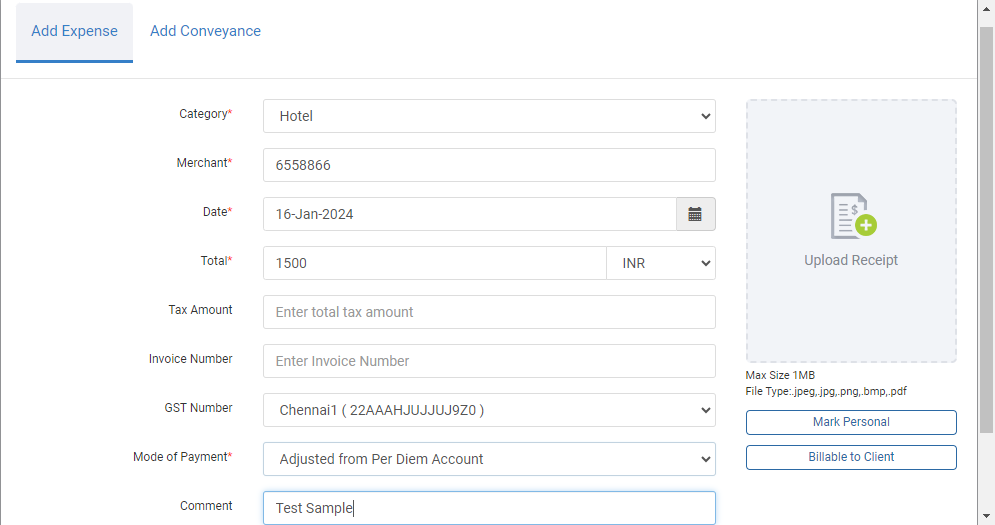 Add Expense
Add Conveyance
Category*
Hotel
Merchant*
6558866
Date*
16-Jan-2024
Total*
1500
INR
Tax Amount
Enter total tax amount
Invoice Number
Enter Invoice Number
GST Number
Chennai1 ( 22AAAHJUJJUJ9Z0 )
Mode of Payment*
Adjusted from Per Diem Account
Comment
Test Sample
Upload Receipt
Max Size 1MB
File Type:.jpeg,.jpg,.png,.bmp,.pdf
Mark Personal
Billable to Client